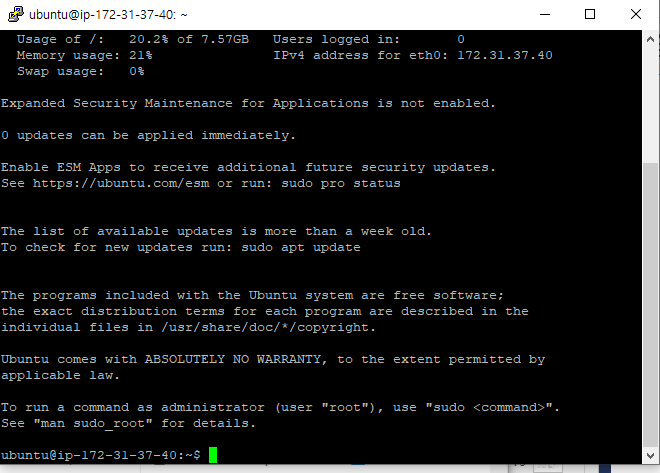 ubuntu@ip-172-31-37-40: ~
Usage of /:   20.2% of 7.57GB   Users logged in:       0
Memory usage: 21%               IPv4 address for eth0: 172.31.37.40
Swap usage:   0%
Expanded Security Maintenance for Applications is not enabled.
0 updates can be applied immediately.
Enable ESM Apps to receive additional future security updates.
See https://ubuntu.com/esm or run: sudo pro status
The list of available updates is more than a week old.
To check for new updates run: sudo apt update
The programs included with the Ubuntu system are free software;
the exact distribution terms for each program are described in the
individual files in /usr/share/doc/*/copyright.
Ubuntu comes with ABSOLUTELY NO WARRANTY, to the extent permitted by
applicable law.
To run a command as administrator (user "root"), use "sudo <command>".
See "man sudo_root" for details.
ubuntu@ip-172-31-37-40:~$